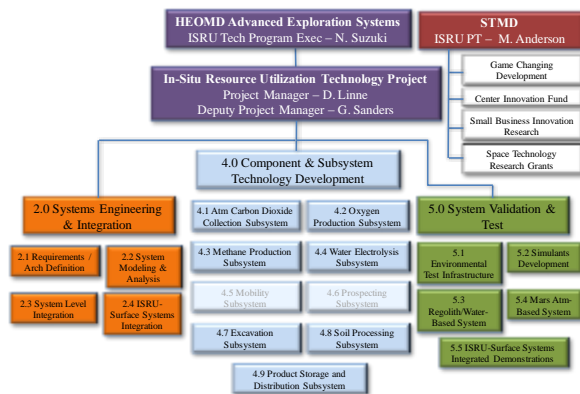 HEOMD Advanced Exploration Systems
ISRU Tech Program Exec – N. Suzuki
STMD
ISRU PT – M. Anderson
Game Changing
Development
Center Innovation Fund
Small Business Innovation
Research
Space Technology
Research Grants
In-Situ Resource Utilization Technology Project
Project Manager – D. Linne
Deputy Project Manager – G. Sanders
4.0 Component & Subsystem
Technology Development
2.0 Systems Engineering
& Integration
2.1 Requirements /
Arch Definition
2.2 System
Modeling &
Analysis
2.3 System Level
Integration
2.4 ISRU-
Surface Systems
Integration
4.1 Atm Carbon Dioxide
Collection Subsystem
4.2 Oxygen
Production Subsystem
4.3 Methane Production
Subsystem
4.4 Water Electrolysis
Subsystem
4.5 Mobility
Subsystem
4.6 Prospecting
Subsystem
4.7 Excavation
Subsystem
4.8 Soil Processing
Subsystem
4.9 Product Storage and
Distribution Subsystem
5.0 System Validation &
Test
5.1
Environmental
Test Infrastructure
5.2 Simulants
Development
5.3
Regolith/Water-
Based System
5.4 Mars Atm-
Based System
5.5 ISRU-Surface Systems
Integrated Demonstrations